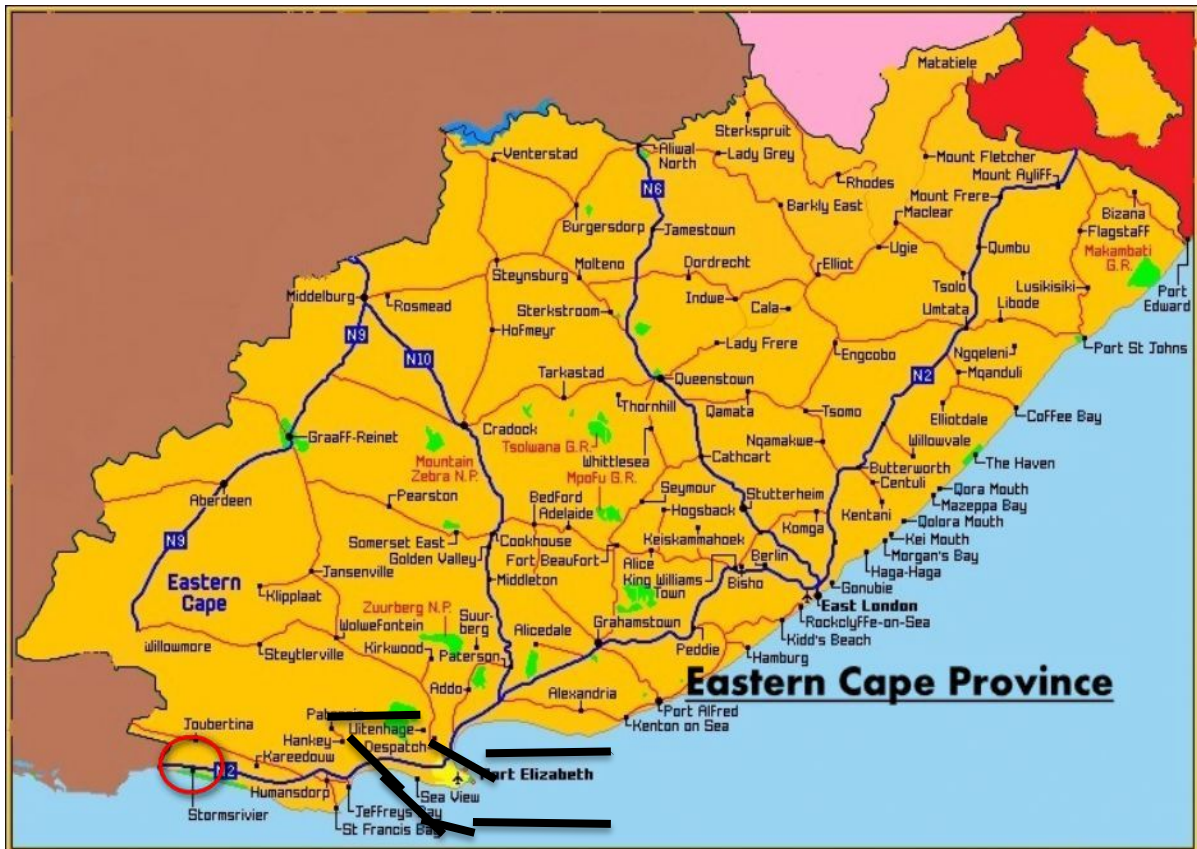 Matatiele
Sterkspruit
Venterstad
Aliwal
North
Lady Grey
Mount Fletcher
Mount Ayliff
Rhodes
N6
Mount Frere
Barkly East
Maclear
Bizana
Burgersdorp
Jamestown
Flagstaff
Ugie
Qumbu
Makambati
G.R.
Steynsburg
Molteno
Dordrecht
Elliot
Tsolo
Lusikisiki
Port
Edward
Middelburg
Rosmead
Indwe
Cala
Umtata
Libode
Sterkstroom
Hofmeyr
N9
N10
Lady Frere
Engcobo
Ngqeleni
Port St Johns
Mqanduli
Tarkastad
Queenstown
N2
Thornhill
Qamata
Tsomo
Elliotdale
Coffee Bay
Cradock
Graaff-Reinet
Tsolwana G.R.
Nqamakwe
Willowvale
Mountain
Zebra N.P.
Whittlesea
Cathcart
The Haven
Mpofu G.R.
Butterworth
Centuli
Aberdeen
Pearston
Bedford
Seymour
Stutterheim
Qora Mouth
Mazeppa Bay
Adelaide
Hogsback
Kentani
Qolora Mouth
Komga
N9
Somerset East
Cookhouse
Keiskammahoek
Kei Mouth
Golden Valley
Fort Beaufort
Alice
Berlin
Morgan's Bay
Eastern
Cape
Jansenville
Middleton
King Williams
Town
Bisho
Haga-Haga
Klipplaat
Gonubie
Zuurberg N.P.
Suur-
berg
East London
Wolwefontein
Alicedale
Grahamstown
Rockclyffe-on-Sea
Willowmore
Steytlerville
Kirkwood
Paterson
Peddie
Kidd's Beach
Hamburg
Addo
Alexandria
Eastern Cape Province
Port Alfred
Kenton on Sea
Joubertina
Uitenhage
Hankey
Despatch
Kareedouw
N2
Port Elizabeth
Humansdorp
Sea View
Stormsrivier
Jeffreys Bay
St Francis Bay